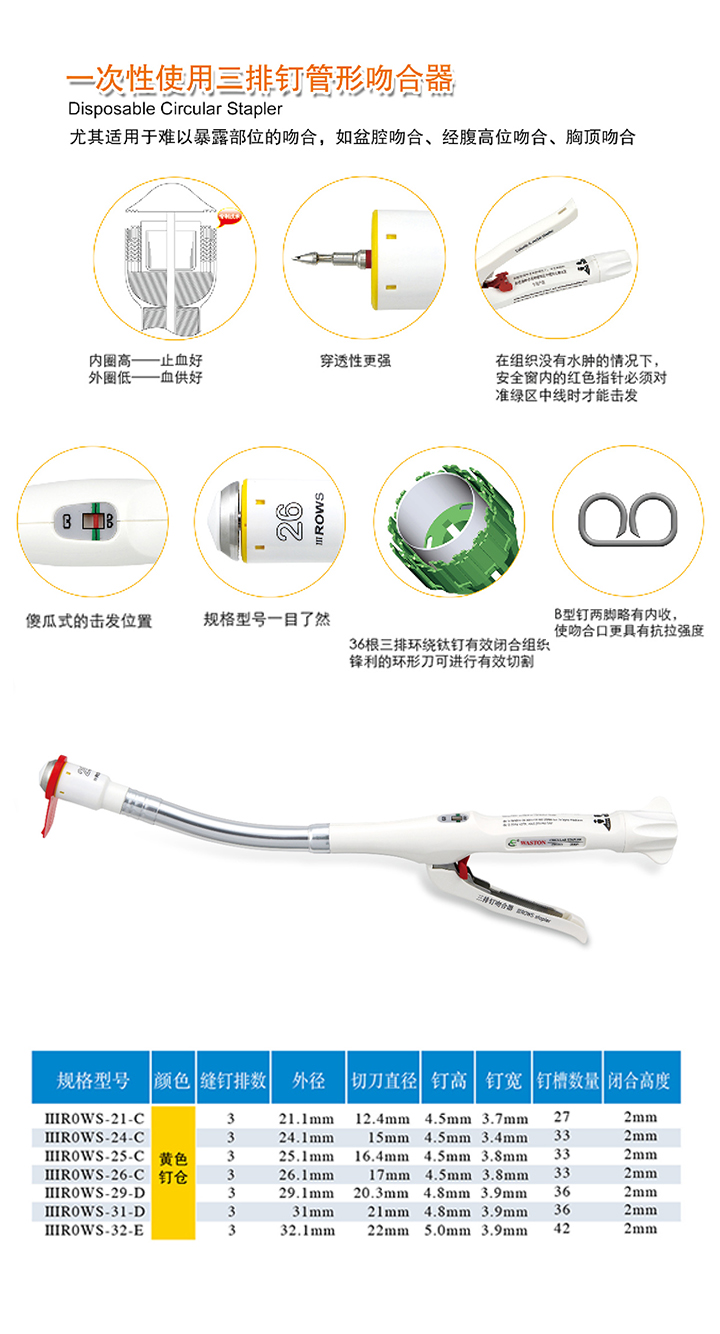 一次性使用三排钉管形吻合器
Disposable Circular Stapler
尤其适用于难以暴露部位的吻合，如盆腔吻合、经腹高位吻合、胸顶吻合
内圈高——止血好
外圈低——血供好
穿透性更强
在组织没有水肿的情况下，
安全窗内的红色指针必须对
准绿区中线时才能击发
26
IIIROWS
傻瓜式的击发位置
规格型号一目了然
36根三排环绕钛钉有效闭合组织
锋利的环形刀可进行有效切割
B型钉两脚略有内收，
使吻合口更具有抗拉强度
WASTON
三排钉吻合器 IIIROWS stapler
规格型号 颜色 缝钉排数 外径 切刀直径 钉高 钉宽 钉槽数量 闭合高度
IIIROWS-21-C 3 21.1mm 12.4mm 4.5mm 3.7mm 27 2mm
IIIROWS-24-C 3 24.1mm 15mm 4.5mm 3.4mm 33 2mm
IIIROWS-25-C 黄色 3 25.1mm 16.4mm 4.5mm 3.8mm 33 2mm
IIIROWS-26-C 钉仓 3 26.1mm 17mm 4.5mm 3.8mm 33 2mm
IIIROWS-29-D 3 29.1mm 20.3mm 4.8mm 3.9mm 36 2mm
IIIROWS-31-D 3 31mm 21mm 4.8mm 3.9mm 36 2mm
IIIROWS-32-E 3 32.1mm 22mm 5.0mm 3.9mm 42 2mm